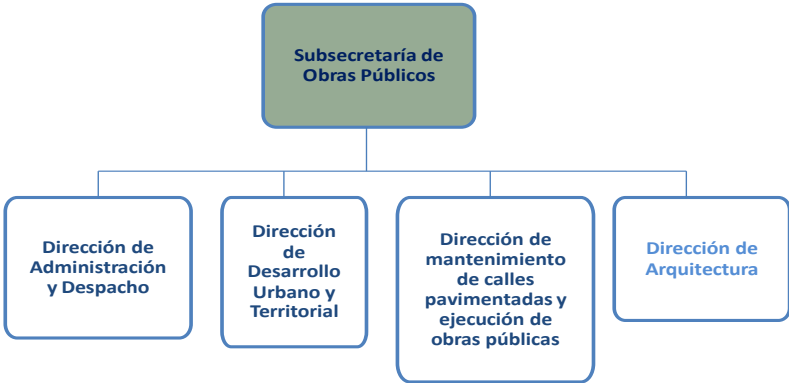 Subsecretaría de
Obras Públicos
Dirección de
Administración
y Despacho
Dirección
de
Desarrollo
Urbano y
Territorial
Dirección de
mantenimiento
de calles
pavimentadas y
ejecución de
obras públicas
Dirección de
Arquitectura